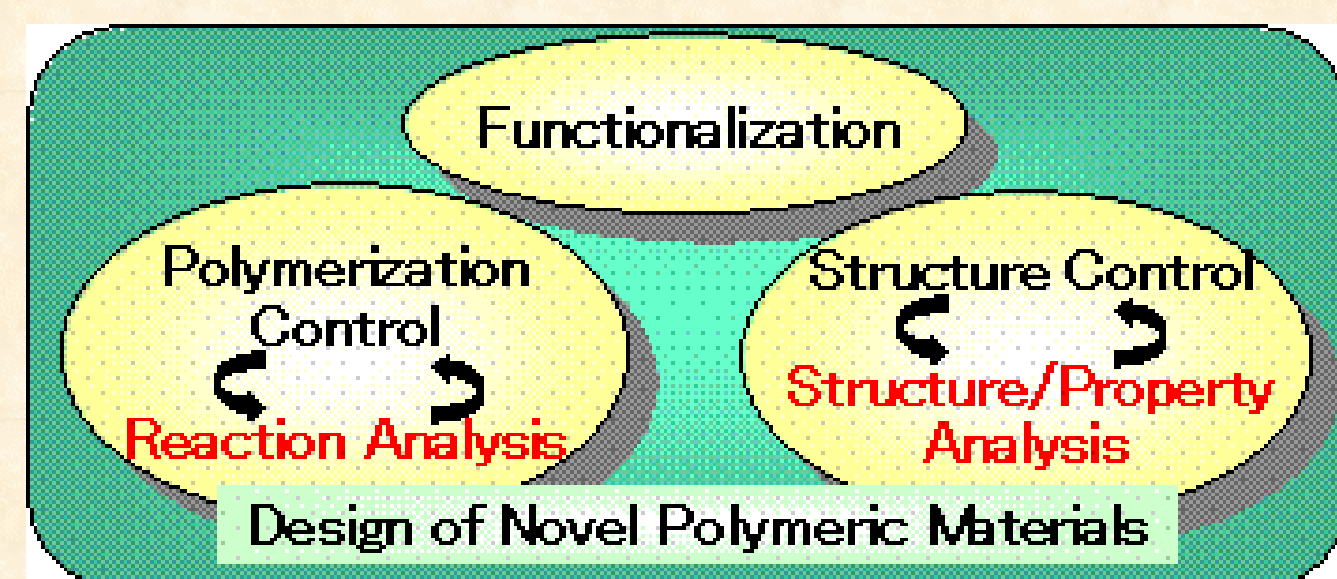 Functionalization
Polymerization
Control
Reaction Analysis
Structure Control
Structure/Property
Analysis
Design of Novel Polymeric Materials